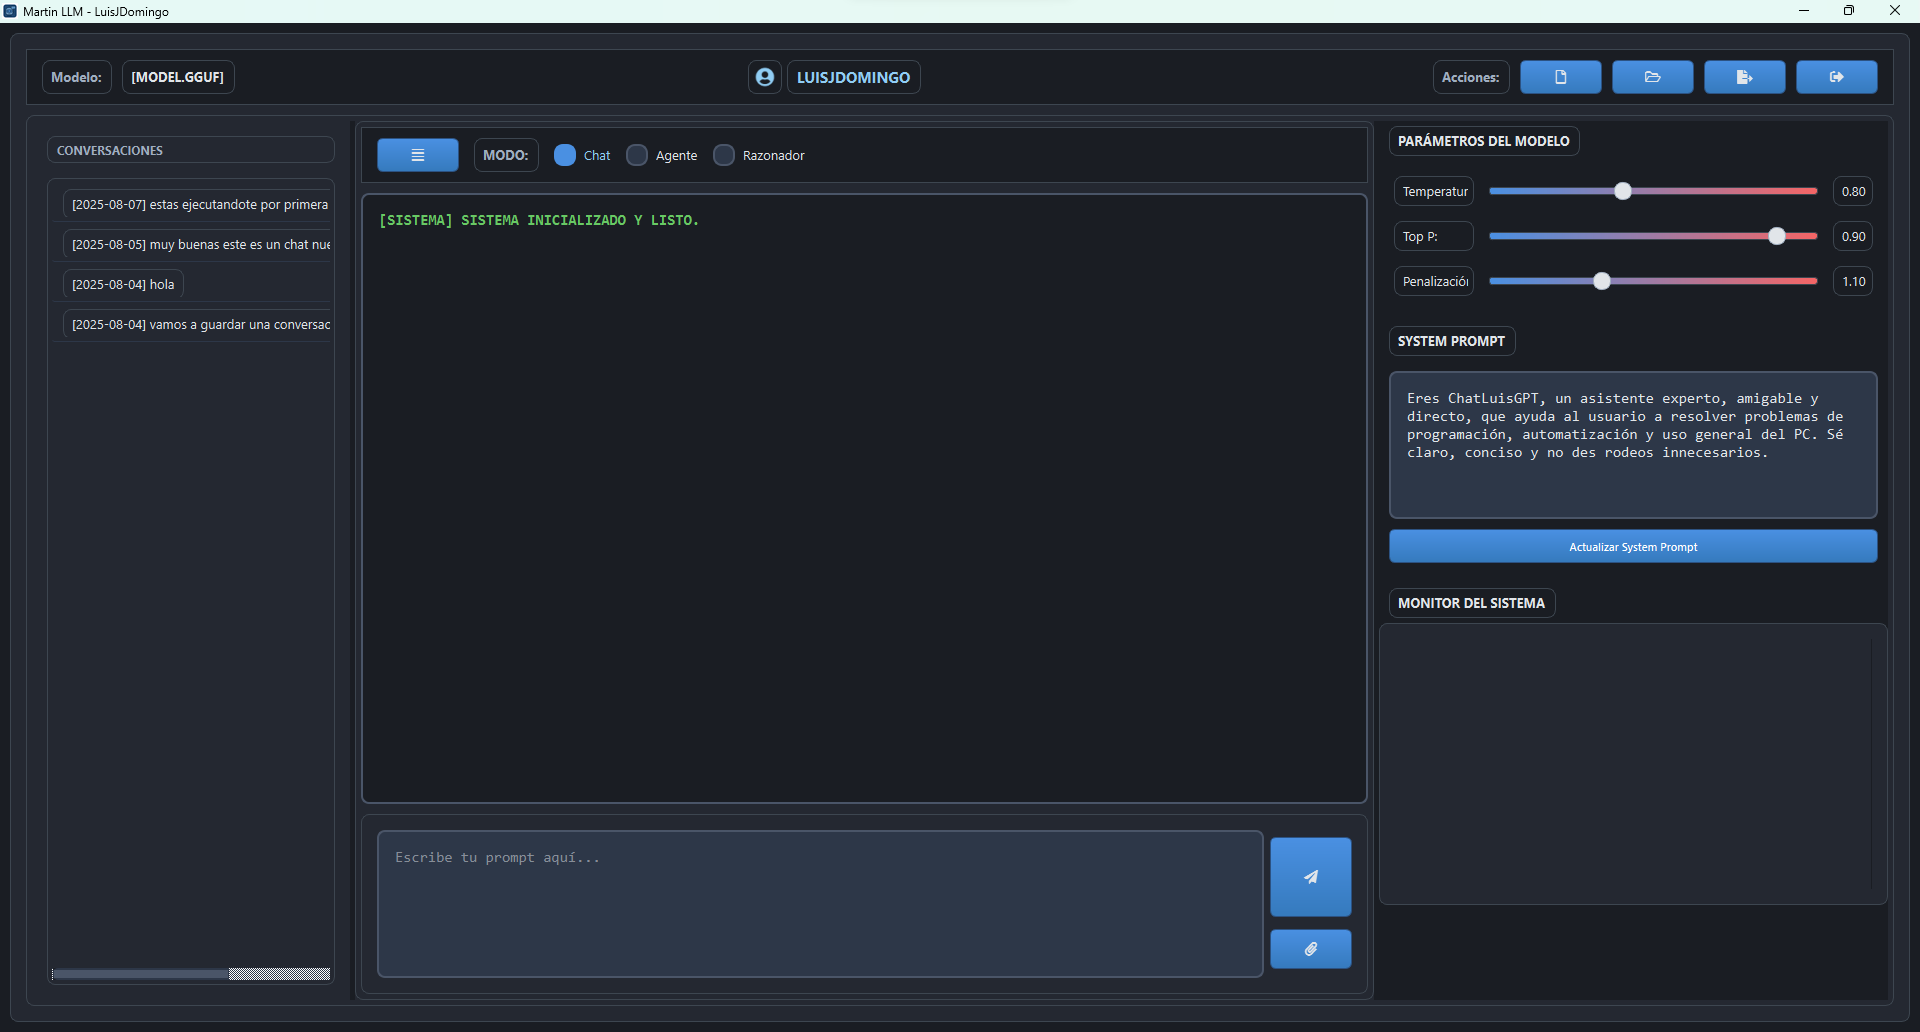 Martin LLM - LuisJDomingo
Modelo:
[MODEL.GGUF]
LUISJDOMINGO
Acciones:
CONVERSACIONES
[2025-08-07] estas ejecutandote por primera
[2025-08-05] muy buenas este es un chat nue
[2025-08-04] hola
[2025-08-04] vamos a guardar una conversac
MODO:
Chat
Agente
Razonador
[SISTEMA] SISTEMA INICIALIZADO Y LISTO.
Escribe tu prompt aquí...
PARÁMETROS DEL MODELO
Temperatur
0.80
Top P:
0.90
Penalizació
1.10
SYSTEM PROMPT
Eres ChatLuisGPT, un asistente experto, amigable y
directo, que ayuda al usuario a resolver problemas de
programación, automatización y uso general del PC. Sé
claro, conciso y no des rodeos innecesarios.
Actualizar System Prompt
MONITOR DEL SISTEMA